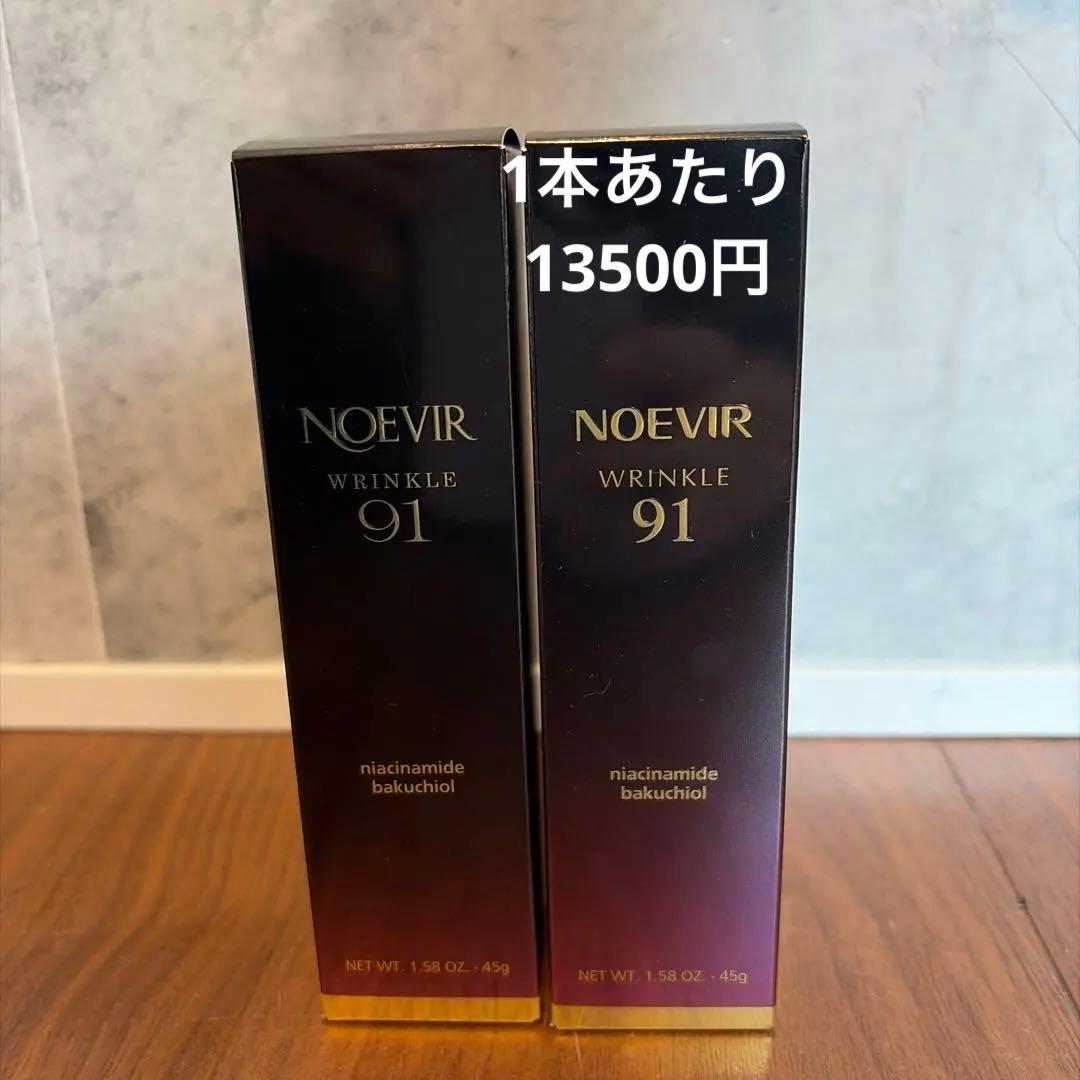 1本あたり
13500円
NOEVIR
WRINKLE
91
niacinamide
bakuchiol
NET WT. 1.58 OZ. - 45g
NOEVIR
WRINKLE
91
niacinamide
bakuchiol
NET WT. 1.58 OZ. - 45g